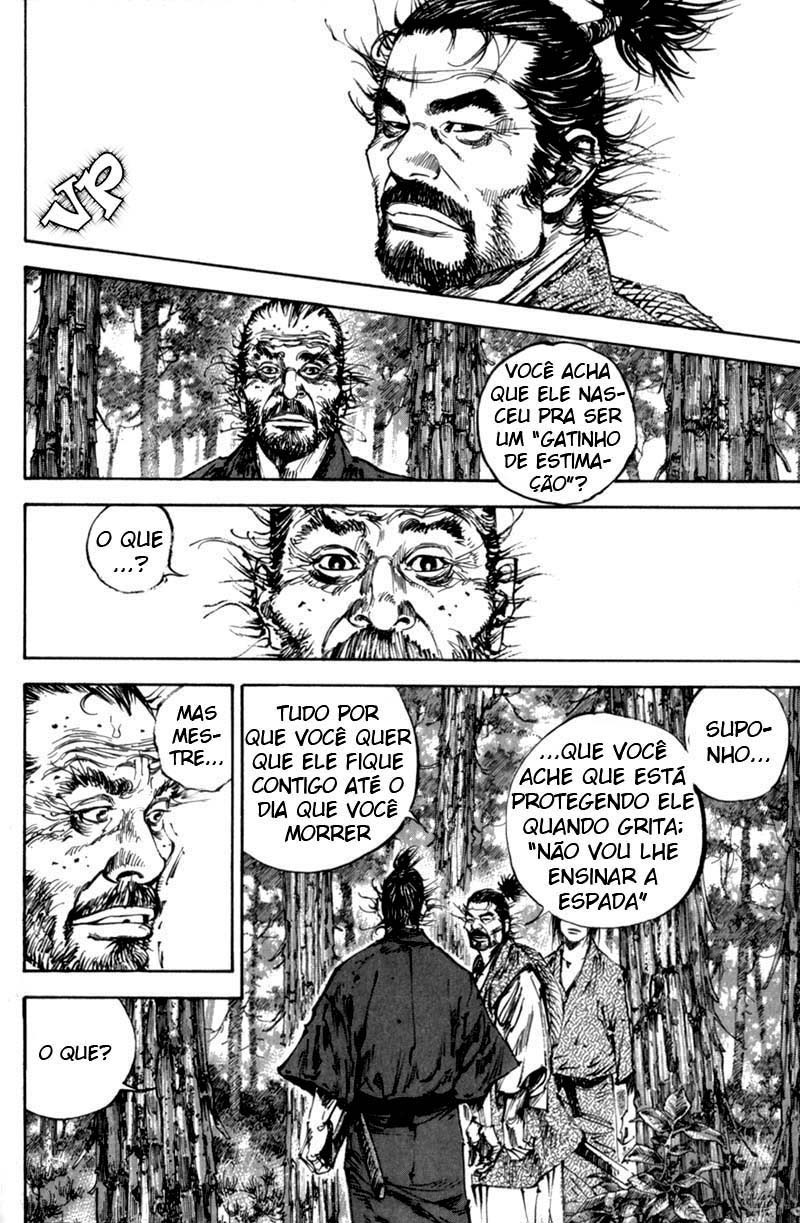 VP
VOCÊ ACHA
QUE ELE NAS-
CEU PRA SER
UM "GATINHO
DE ESTIMA-
ÇÃO"?
O QUE
...?
SUPO-
NHO...
...QUE VOCÊ
ACHE QUE ESTÁ
PROTEGENDO ELE
QUANDO GRITA:
"NÃO VOU LHE
ENSINAR A
ESPADA"
TUDO POR
QUE VOCÊ QUER
QUE ELE FIQUE
CONTIGO ATÉ O
DIA QUE VOCÊ
MORRER
MAS
MES-
TRE...
O QUE?